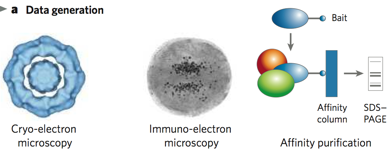 a Data generation
Bait
Affinity
column
SDS–
PAGE
Cryo-electron
microscopy
Immuno-electron
microscopy
Affinity purification